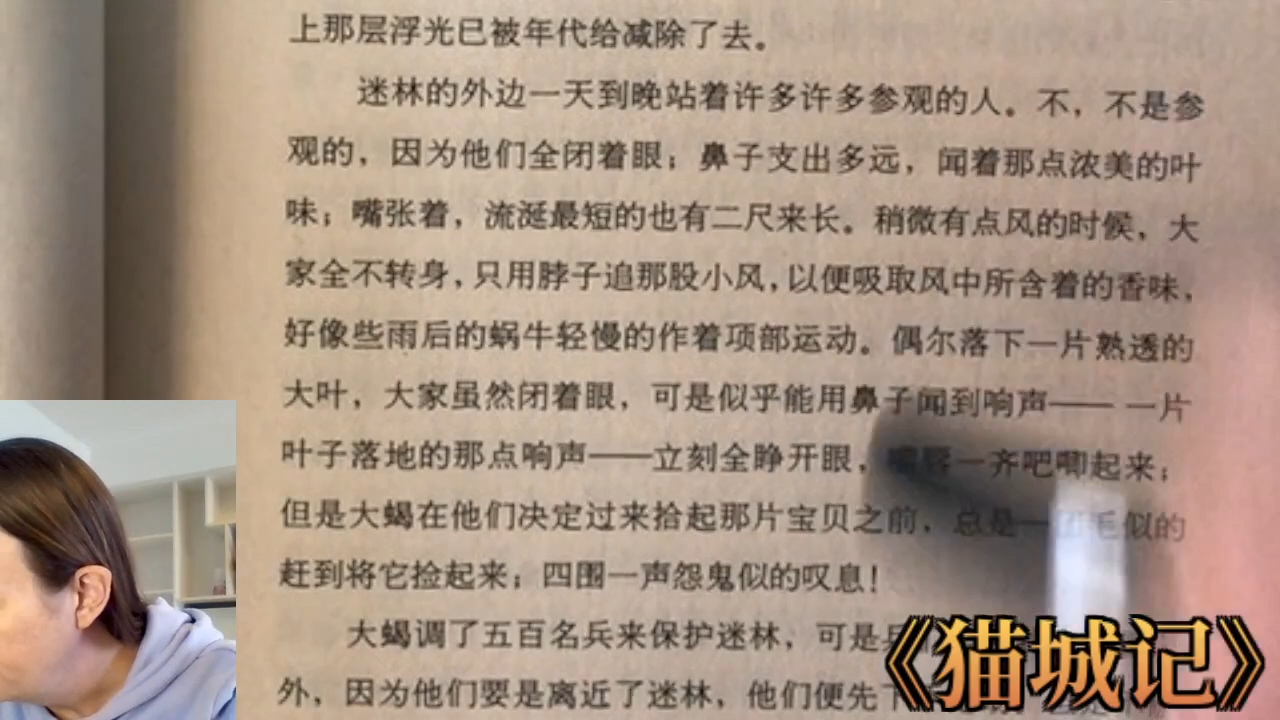 上那层浮光已被年代给减除了去。
迷林的外边一天到晚站着许多许多参观的人。不，不是参
观的，因为他们全闭着眼；鼻子支出多远，闻着那点浓美的叶
味；嘴张着，流涎最短的也有二尺来长。稍微有点风的时候，大
家全不转身，只用脖子追那股小风，以便吸取风中所含着的香味，
好像些雨后的蜗牛轻慢的作着项部运动。偶尔落下一片熟透的
大叶，大家虽然闭着眼，可是似乎能用鼻子闻到响声—— 一片
叶子落地的那点响声——立刻全睁开眼，嘴唇一齐吧唧起来；
但是大蝎在他们决定过来拾起那片宝贝之前，总是一团毛似的
赶到将它捡起来；四围一声怨鬼似的叹息！
大蝎调了五百名兵来保护迷林，可是兵
外，因为他们要是离近了迷林，他们便先下
《猫城记》